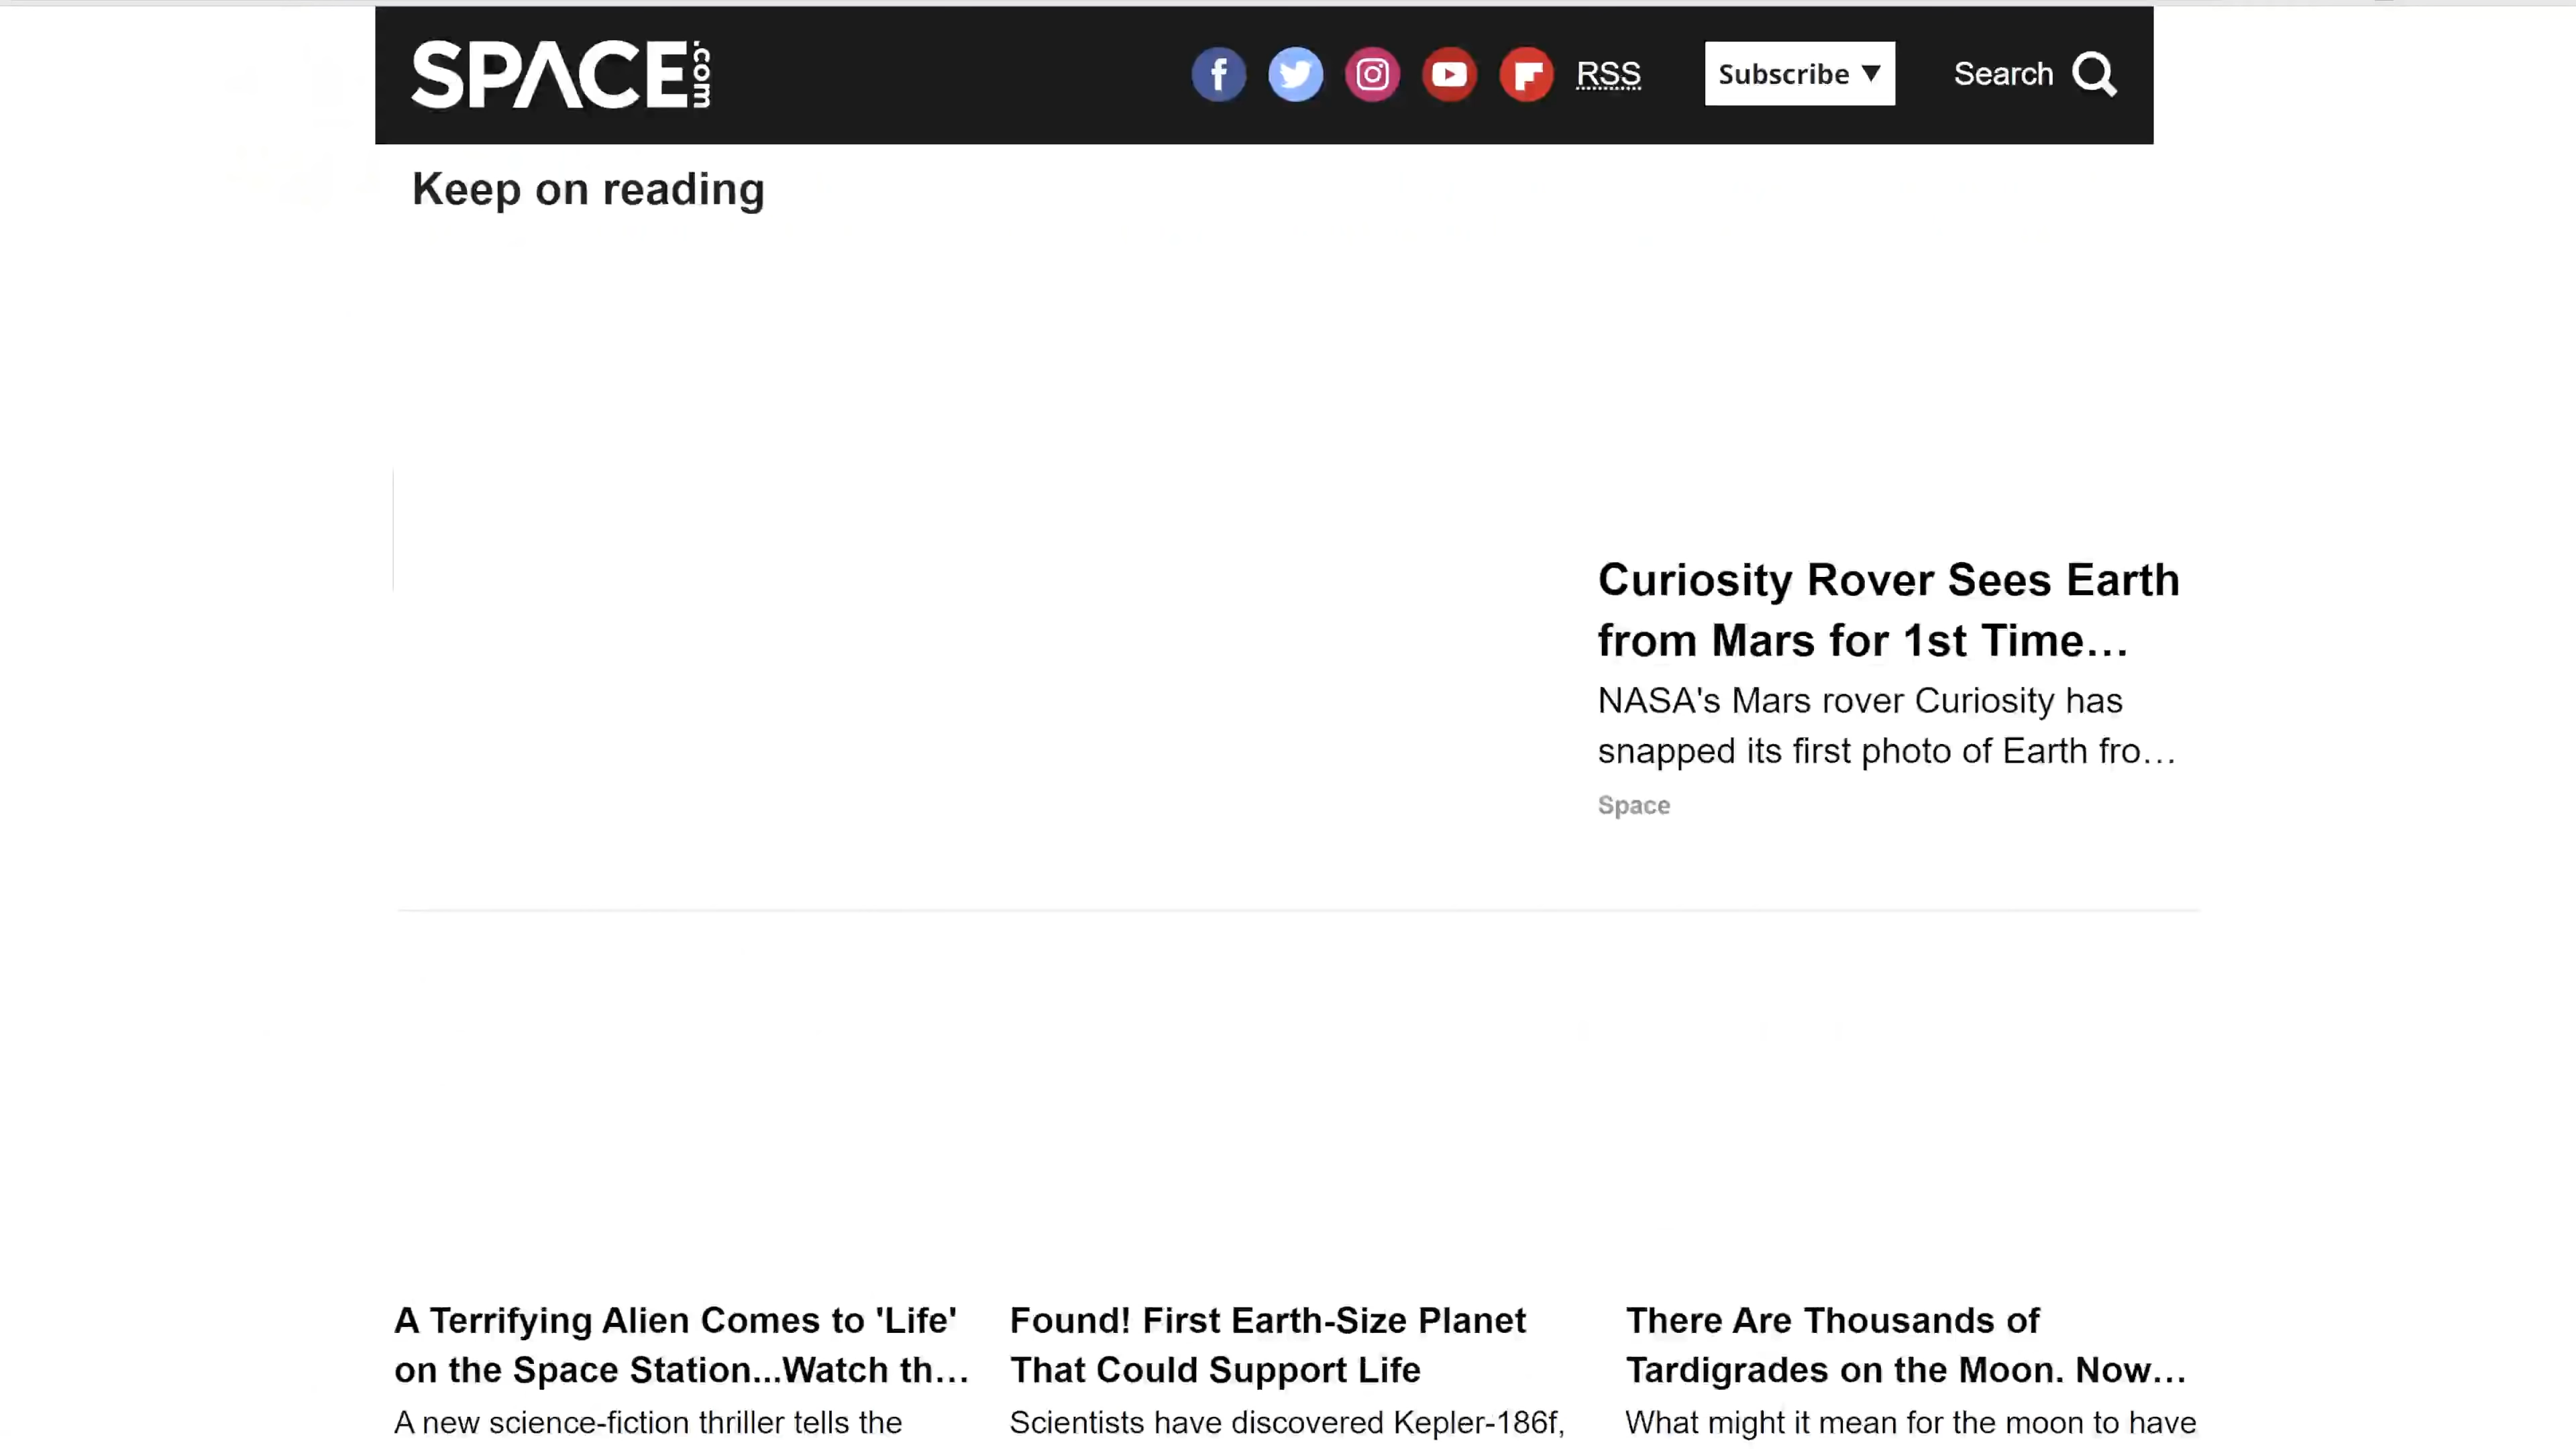 SPACE.com
RSS
Subscribe ▼
Search
Keep on reading
Curiosity Rover Sees Earth
from Mars for 1st Time…
NASA's Mars rover Curiosity has
snapped its first photo of Earth fro…
Space
A Terrifying Alien Comes to 'Life'
on the Space Station...Watch th…
A new science-fiction thriller tells the
Found! First Earth-Size Planet
That Could Support Life
Scientists have discovered Kepler-186f,
There Are Thousands of
Tardigrades on the Moon. Now…
What might it mean for the moon to have